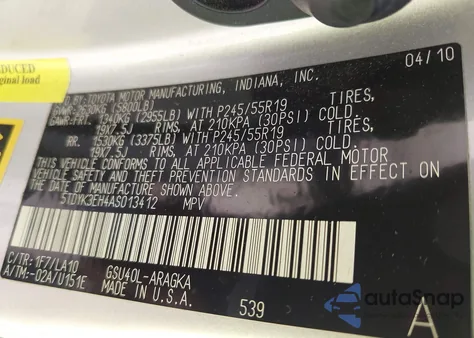 DUCED
ginal load
MFD. BY: TOYOTA MOTOR MANUFACTURING, INDIANA, INC.
04/10
(5800LB)
GAWR: FRT. 1340KG (2955LB) WITH P245/55R19 TIRES,
19X7.5J RIMS, AT 210KPA (30PSI) COLD.
RR. 1530KG (3375LB) WITH P245/55R19 TIRES,
19X7.5J RIMS, AT 210KPA (30PSI) COLD.
THIS VEHICLE CONFORMS TO ALL APPLICABLE FEDERAL MOTOR
VEHICLE SAFETY AND THEFT PREVENTION STANDARDS IN EFFECT ON
THE DATE OF MANUFACTURE SHOWN ABOVE.
5TDYK3EH4AS013412 MPV
C/TR: 1F7/LA10 GSU40L-ARAGKA
A/TM:-02A/U151E MADE IN U.S.A. 539
A
autoSnap